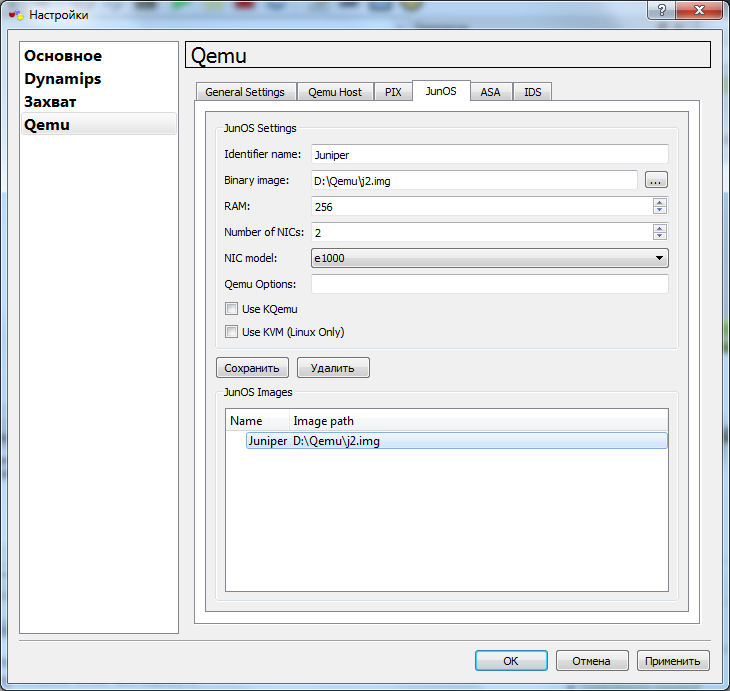 Настройки
Основное
Dynamips
Захват
Qemu
Qemu
General Settings Qemu Host PIX JunOS ASA IDS
JunOS Settings
Identifier name: Juniper
Binary image: D:\Qemu\j2.img ...
RAM: 256
Number of NICs: 2
NIC model: e1000
Qemu Options:
Use KQemu
Use KVM (Linux Only)
Сохранить Удалить
JunOS Images
Name Image path
Juniper D:\Qemu\j2.img
OK Отмена Применить